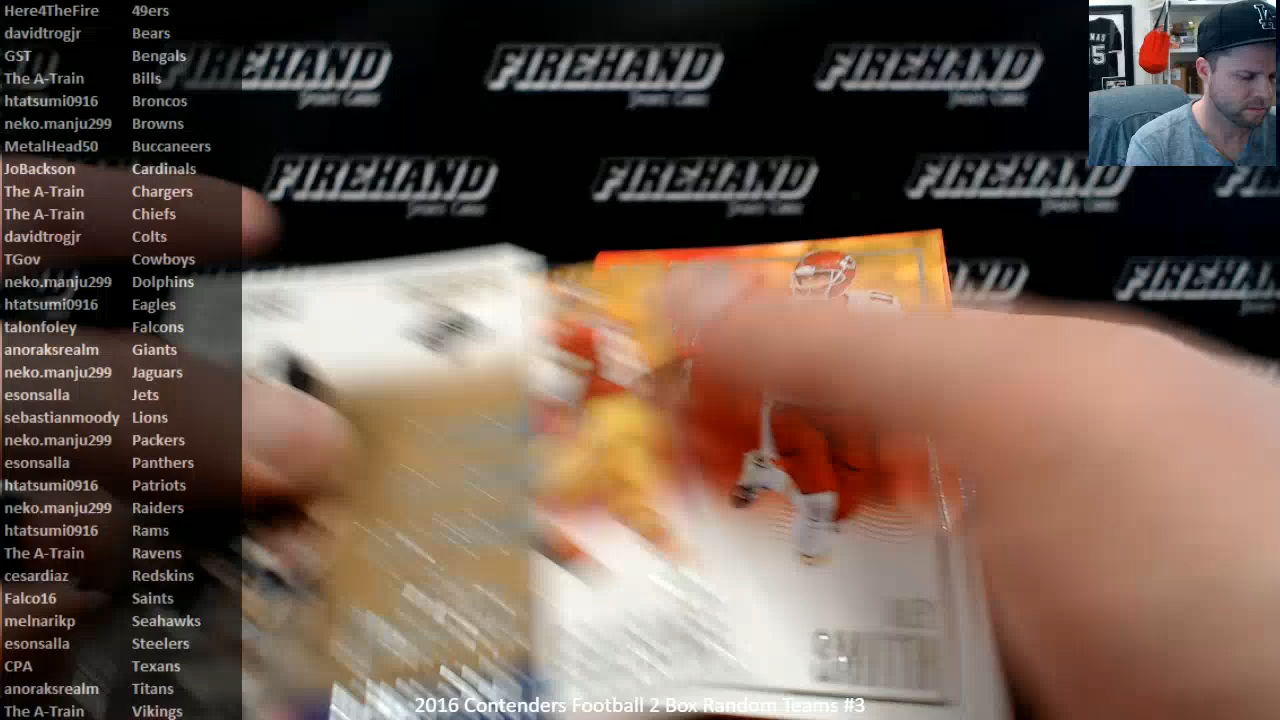 Here4TheFire 49ers
davidtrogjr Bears
GST Bengals
The A-Train Bills
htatsumi0916 Broncos
neko.manju299 Browns
MetalHead50 Buccaneers
JoBackson Cardinals
The A-Train Chargers
The A-Train Chiefs
davidtrogjr Colts
TGov Cowboys
neko.manju299 Dolphins
htatsumi0916 Eagles
talonfoley Falcons
anoraksrealm Giants
neko.manju299 Jaguars
esonsalla Jets
sebastianmoody Lions
neko.manju299 Packers
esonsalla Panthers
htatsumi0916 Patriots
neko.manju299 Raiders
htatsumi0916 Rams
The A-Train Ravens
cesardiaz Redskins
Falco16 Saints
melnarikp Seahawks
esonsalla Steelers
CPA Texans
anoraksrealm Titans
The A-Train Vikings
FIREHAND FIREHAND FIREHAND
FIREHAND FIREHAND FIREHAND
SMITH
2016 Contenders Football 2 Box Random Teams #3